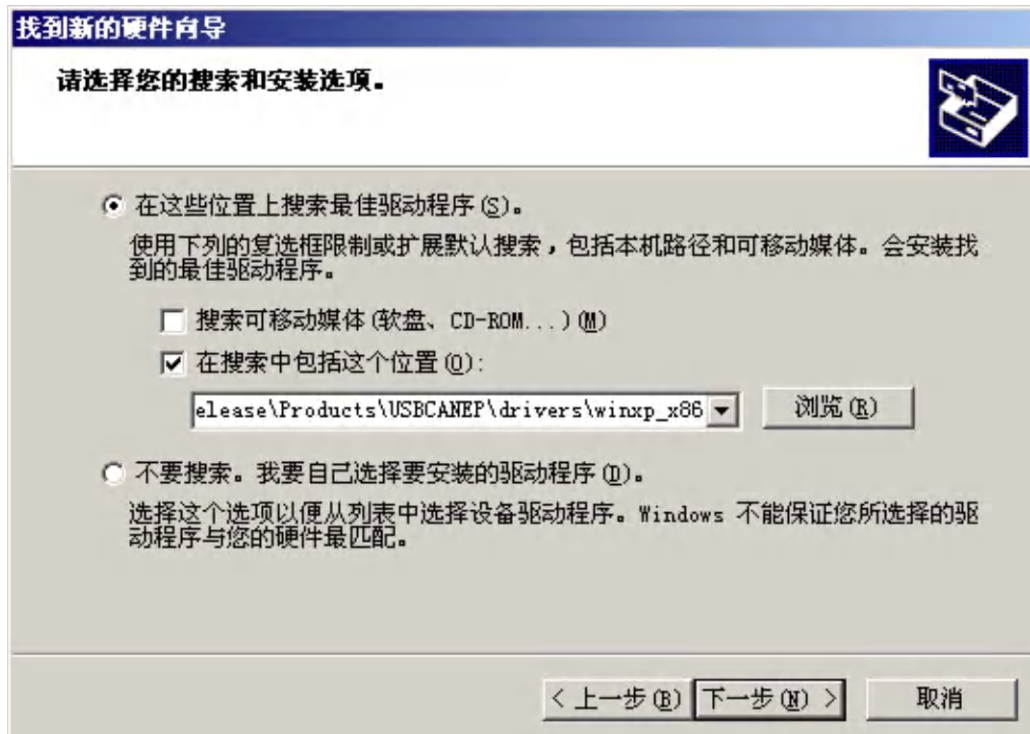 找到新的硬件向导
请选择您的搜索和安装选项。
在这些位置上搜索最佳驱动程序(S)。
使用下列的复选框限制或扩展默认搜索，包括本机路径和可移动媒体。会安装找
到的最佳驱动程序。
搜索可移动媒体(软盘、CD-ROM...)(M)
在搜索中包括这个位置(O):
elease\Products\USBCANEP\drivers\winxp_x86
浏览(R)
不要搜索。我要自己选择要安装的驱动程序(D)。
选择这个选项以便从列表中选择设备驱动程序。Windows 不能保证您所选择的驱
动程序与您的硬件最匹配。
< 上一步(B) 下一步(N) > 取消